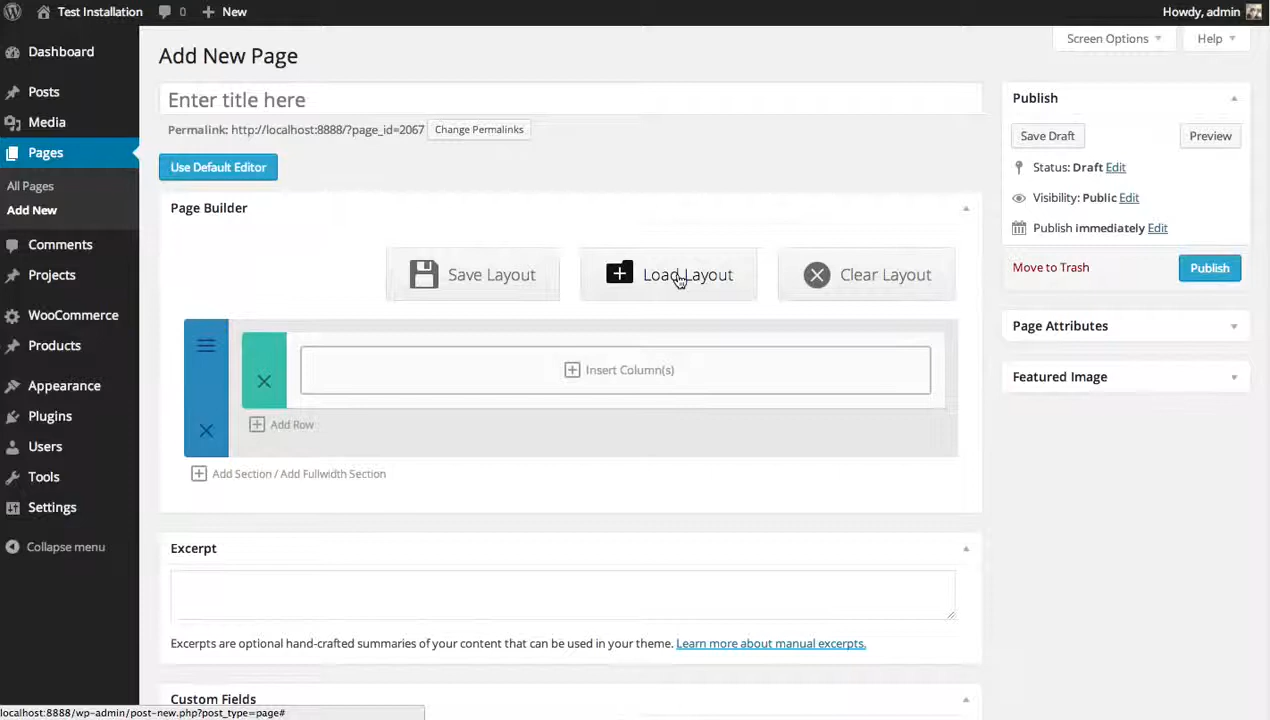 Test Installation 0 New Howdy, admin
Screen Options Help
Dashboard
Posts
Media
Pages
All Pages
Add New
Comments
Projects
WooCommerce
Products
Appearance
Plugins
Users
Tools
Settings
Collapse menu
Add New Page
Enter title here
Permalink: http://localhost:8888/?page_id=2067 Change Permalinks
Use Default Editor
Page Builder
Save Layout Load Layout Clear Layout
Insert Column(s)
Add Row
Add Section / Add Fullwidth Section
Excerpt
Excerpts are optional hand-crafted summaries of your content that can be used in your theme. Learn more about manual excerpts.
Custom Fields
Publish
Save Draft Preview
Status: Draft Edit
Visibility: Public Edit
Publish immediately Edit
Move to Trash Publish
Page Attributes
Featured Image
localhost:8888/wp-admin/post-new.php?post_type=page#